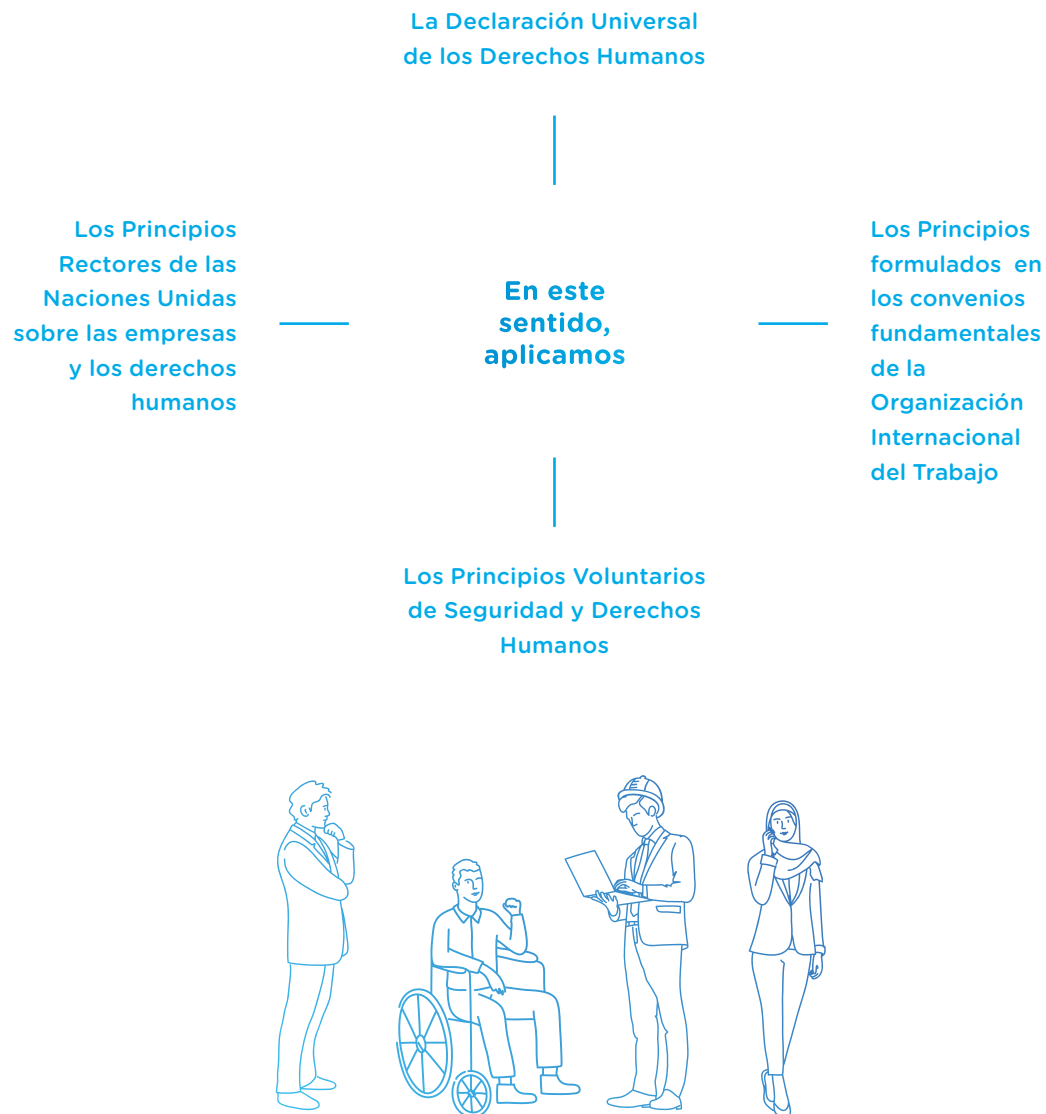 La Declaración Universal
de los Derechos Humanos
Los Principios
Rectores de las
Naciones Unidas
sobre las empresas
y los derechos
humanos
En este
sentido,
aplicamos
Los Principios
formulados  en
los convenios
fundamentales
de la
Organización
Internacional
del Trabajo
Los Principios Voluntarios
de Seguridad y Derechos
Humanos